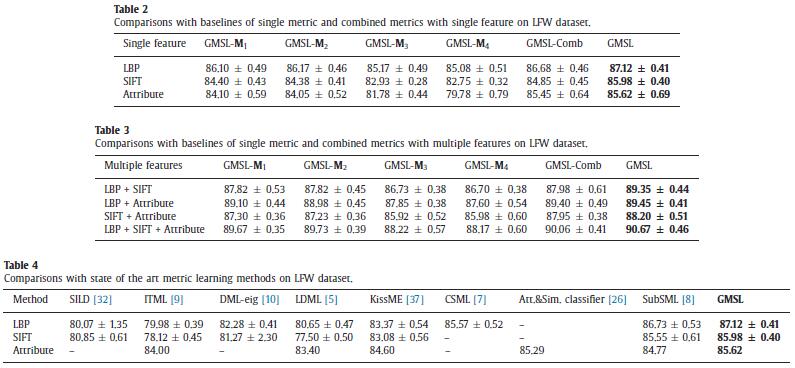 Table 2
Comparisons with baselines of single metric and combined metrics with single feature on LFW dataset.
Single feature GMSL-M1 GMSL-M2 GMSL-M3 GMSL-M4 GMSL-Comb GMSL
LBP 86.10 ± 0.49 86.17 ± 0.46 85.17 ± 0.49 85.08 ± 0.51 86.68 ± 0.46 87.12 ± 0.41
SIFT 84.40 ± 0.43 84.38 ± 0.41 82.93 ± 0.28 82.75 ± 0.32 84.85 ± 0.45 85.98 ± 0.40
Attribute 84.10 ± 0.59 84.05 ± 0.52 81.78 ± 0.44 79.78 ± 0.79 85.45 ± 0.64 85.62 ± 0.69
Table 3
Comparisons with baselines of single metric and combined metrics with multiple features on LFW dataset.
Multiple features GMSL-M1 GMSL-M2 GMSL-M3 GMSL-M4 GMSL-Comb GMSL
LBP + SIFT 87.82 ± 0.53 87.82 ± 0.45 86.73 ± 0.38 86.70 ± 0.38 87.98 ± 0.61 89.35 ± 0.44
LBP + Attribute 89.10 ± 0.44 88.98 ± 0.45 87.85 ± 0.38 87.60 ± 0.54 89.40 ± 0.49 89.45 ± 0.41
SIFT + Attribute 87.30 ± 0.36 87.23 ± 0.36 85.92 ± 0.52 85.98 ± 0.60 87.95 ± 0.38 88.20 ± 0.51
LBP + SIFT + Attribute 89.67 ± 0.35 89.73 ± 0.39 88.22 ± 0.57 88.17 ± 0.60 90.06 ± 0.41 90.67 ± 0.46
Table 4
Comparisons with state of the art metric learning methods on LFW dataset.
Method SILD [32] ITML [9] DML-eig [10] LDML [5] KissME [37] CSML [7] Att.&Sim. classifier [26] SubSML [8] GMSL
LBP 80.07 ± 1.35 79.98 ± 0.39 82.28 ± 0.41 80.65 ± 0.47 83.37 ± 0.54 85.57 ± 0.52 – 86.73 ± 0.53 87.12 ± 0.41
SIFT 80.85 ± 0.61 78.12 ± 0.45 81.27 ± 2.30 77.50 ± 0.50 83.08 ± 0.56 – – 85.55 ± 0.61 85.98 ± 0.40
Attribute – 84.00 – 83.40 84.60 – 85.29 84.77 85.62